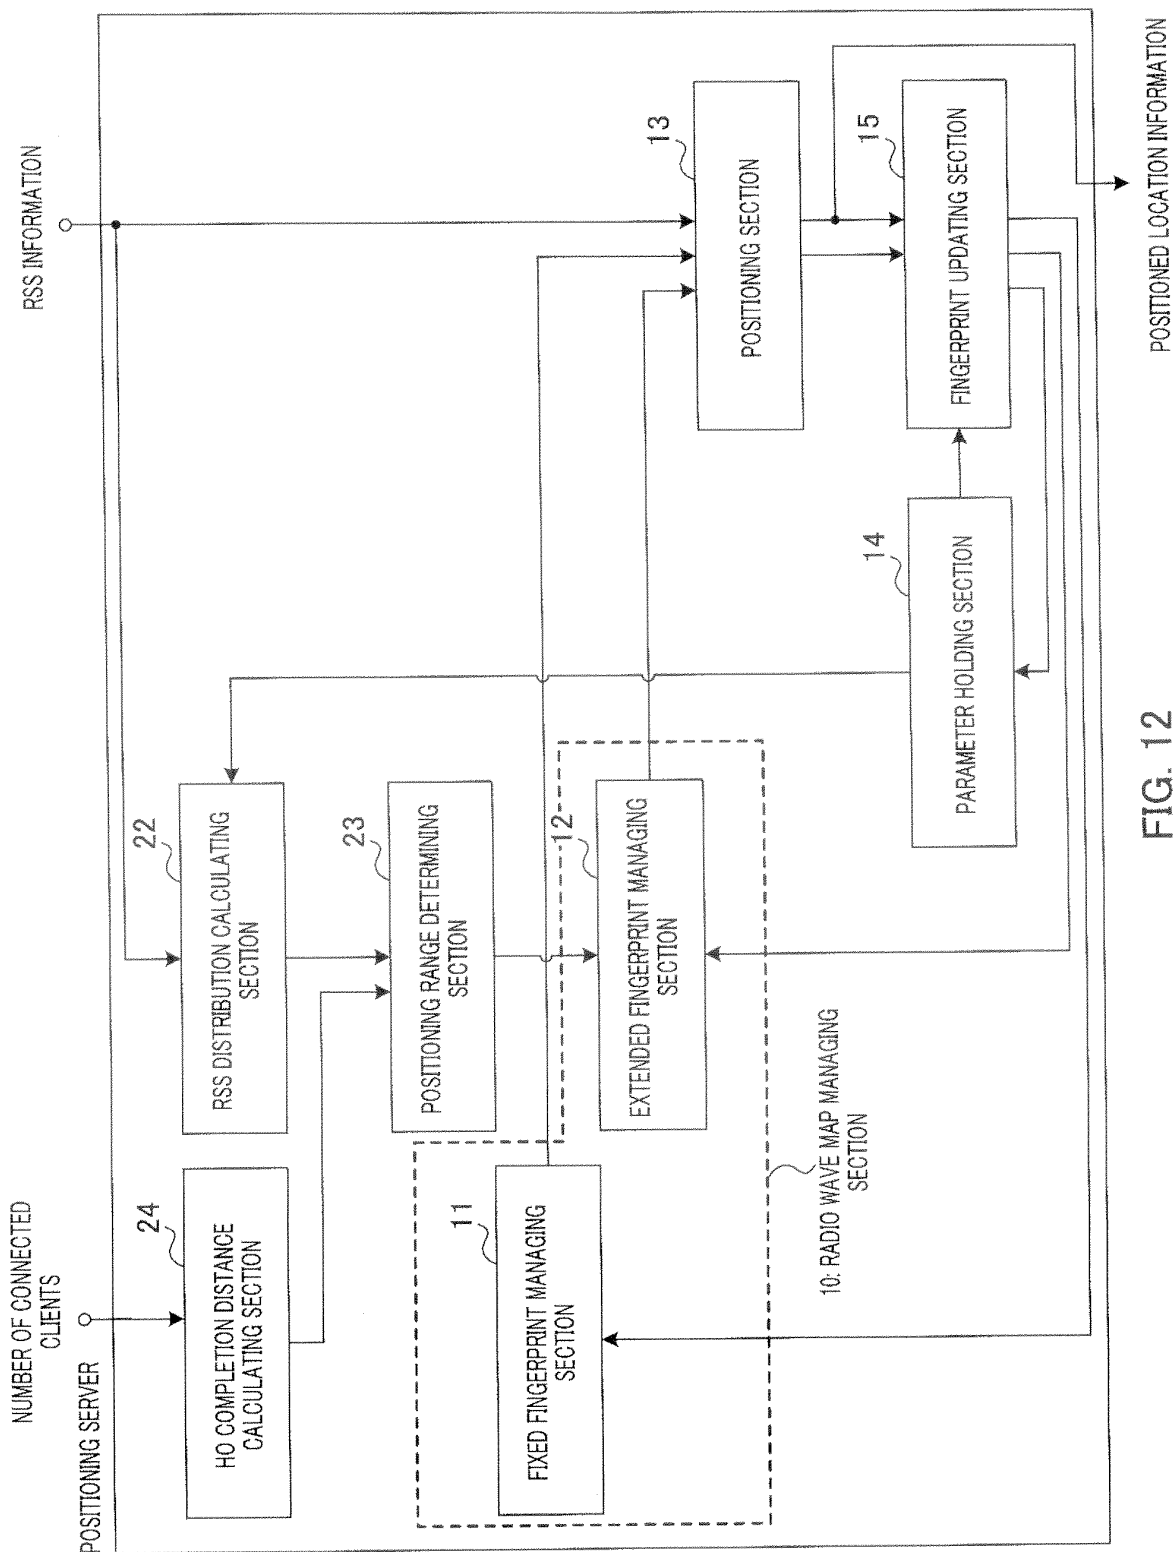 NUMBER OF CONNECTED
CLIENTS
POSITIONING SERVER
RSS INFORMATION
24
HO COMPLETION DISTANCE
CALCULATING SECTION
22
RSS DISTRIBUTION CALCULATING
SECTION
23
POSITIONING RANGE DETERMINING
SECTION
11
FIXED FINGERPRINT MANAGING
SECTION
12
EXTENDED FINGERPRINT MANAGING
SECTION
13
POSITIONING SECTION
10: RADIO WAVE MAP MANAGING
SECTION
14
PARAMETER HOLDING SECTION
15
FINGERPRINT UPDATING SECTION
POSITIONED LOCATION INFORMATION
FIG. 12